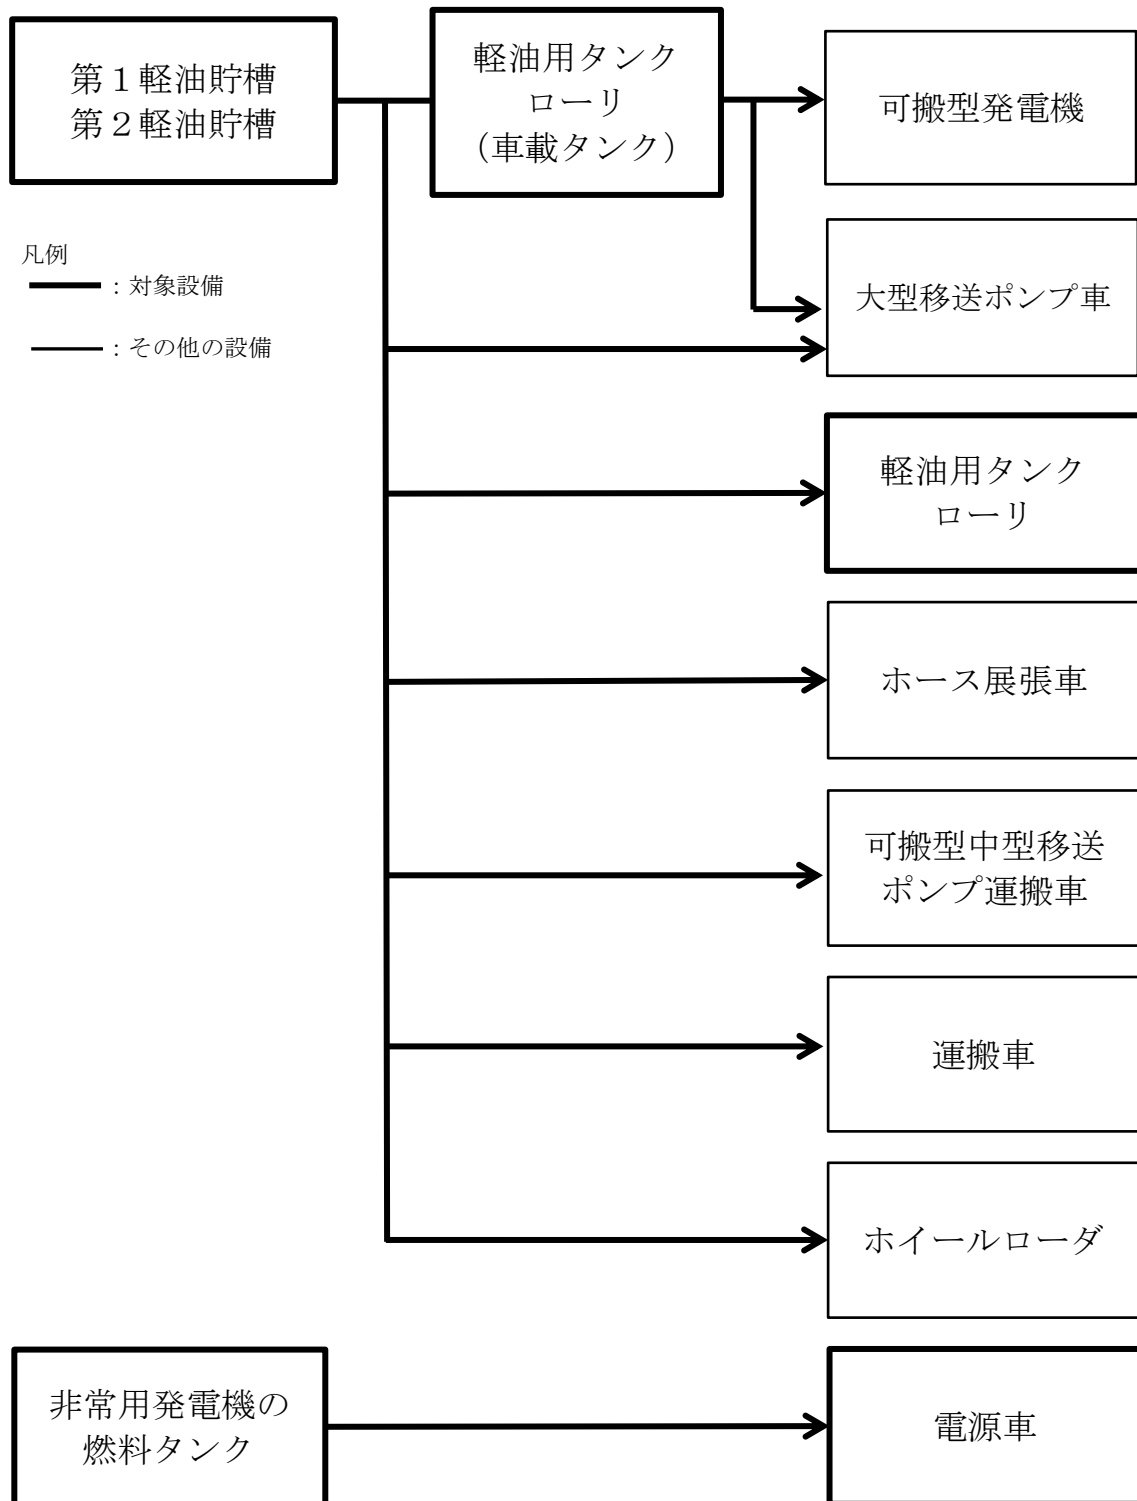 第１軽油貯槽
第２軽油貯槽
軽油用タンク
ローリ
（車載タンク）
可搬型発電機
凡例
：対象設備
：その他の設備
大型移送ポンプ車
軽油用タンク
ローリ
ホース展張車
可搬型中型移送
ポンプ運搬車
運搬車
ホイールローダ
非常用発電機の
燃料タンク
電源車